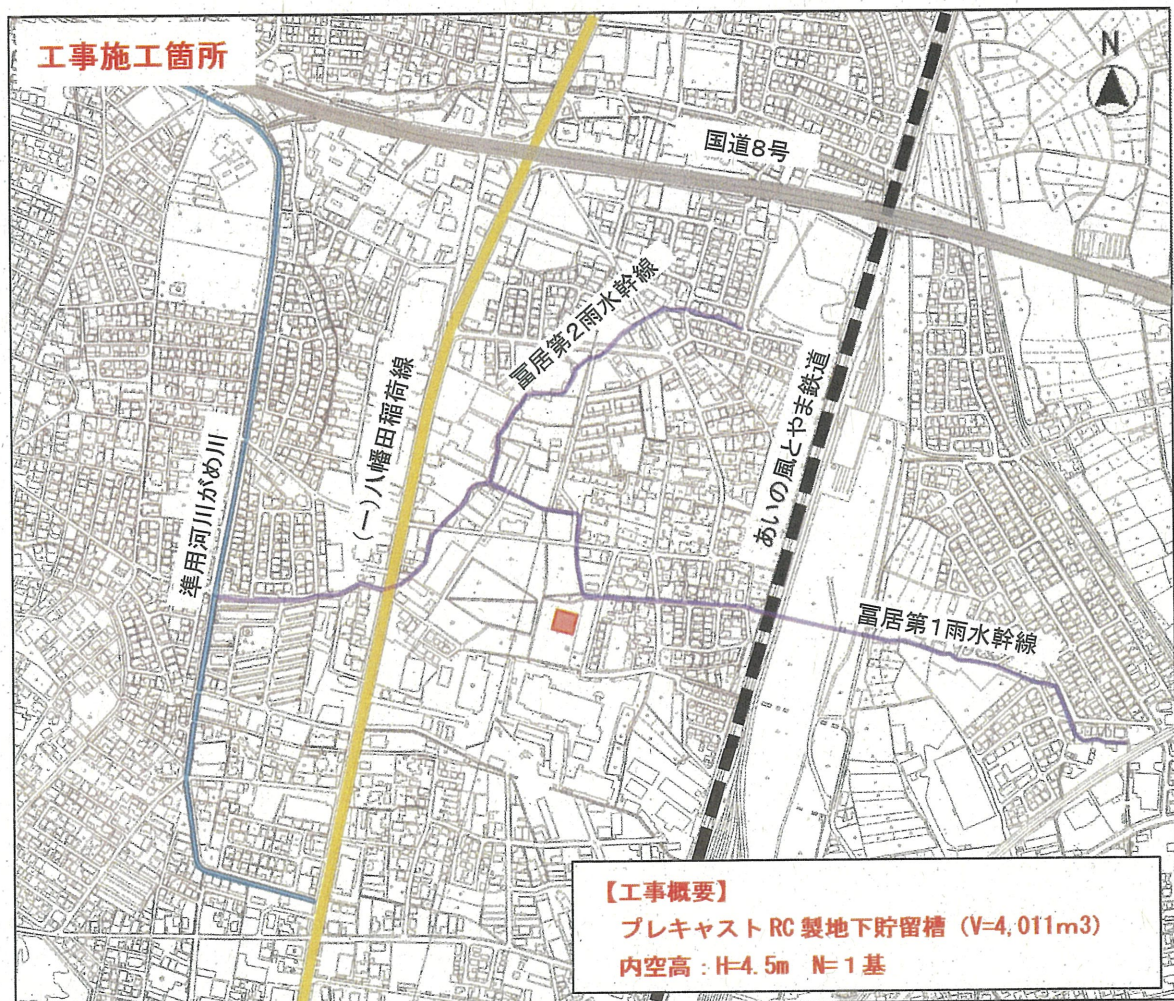 工事施工箇所
N
国道8号
冨居第2雨水幹線
(一)八幡田稲荷線
あいの風とやま鉄道
準用河川がめ川
冨居第1雨水幹線
【工事概要】
プレキャストRC製地下貯留槽(V=4,011m3)
内空高:H=4.5m N=1基